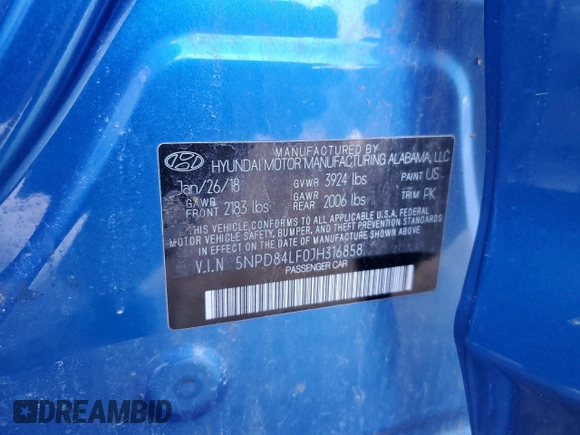 MANUFACTURED BY
HYUNDAI MOTOR MANUFACTURING ALABAMA, LLC
Jan/26/18 GVWR 3924 lbs PAINT US
GAWR FRONT 2183 lbs GAWR REAR 2006 lbs TRIM PK
THIS VEHICLE CONFORMS TO ALL APPLICABLE U.S.A. FEDERAL
MOTOR VEHICLE SAFETY, BUMPER, AND THEFT PREVENTION STANDARDS
IN EFFECT ON THE DATE OF MANUFACTURE SHOWN ABOVE.
V.I.N 5NPD84LF0JH316858
PASSENGER CAR
DREAMBID